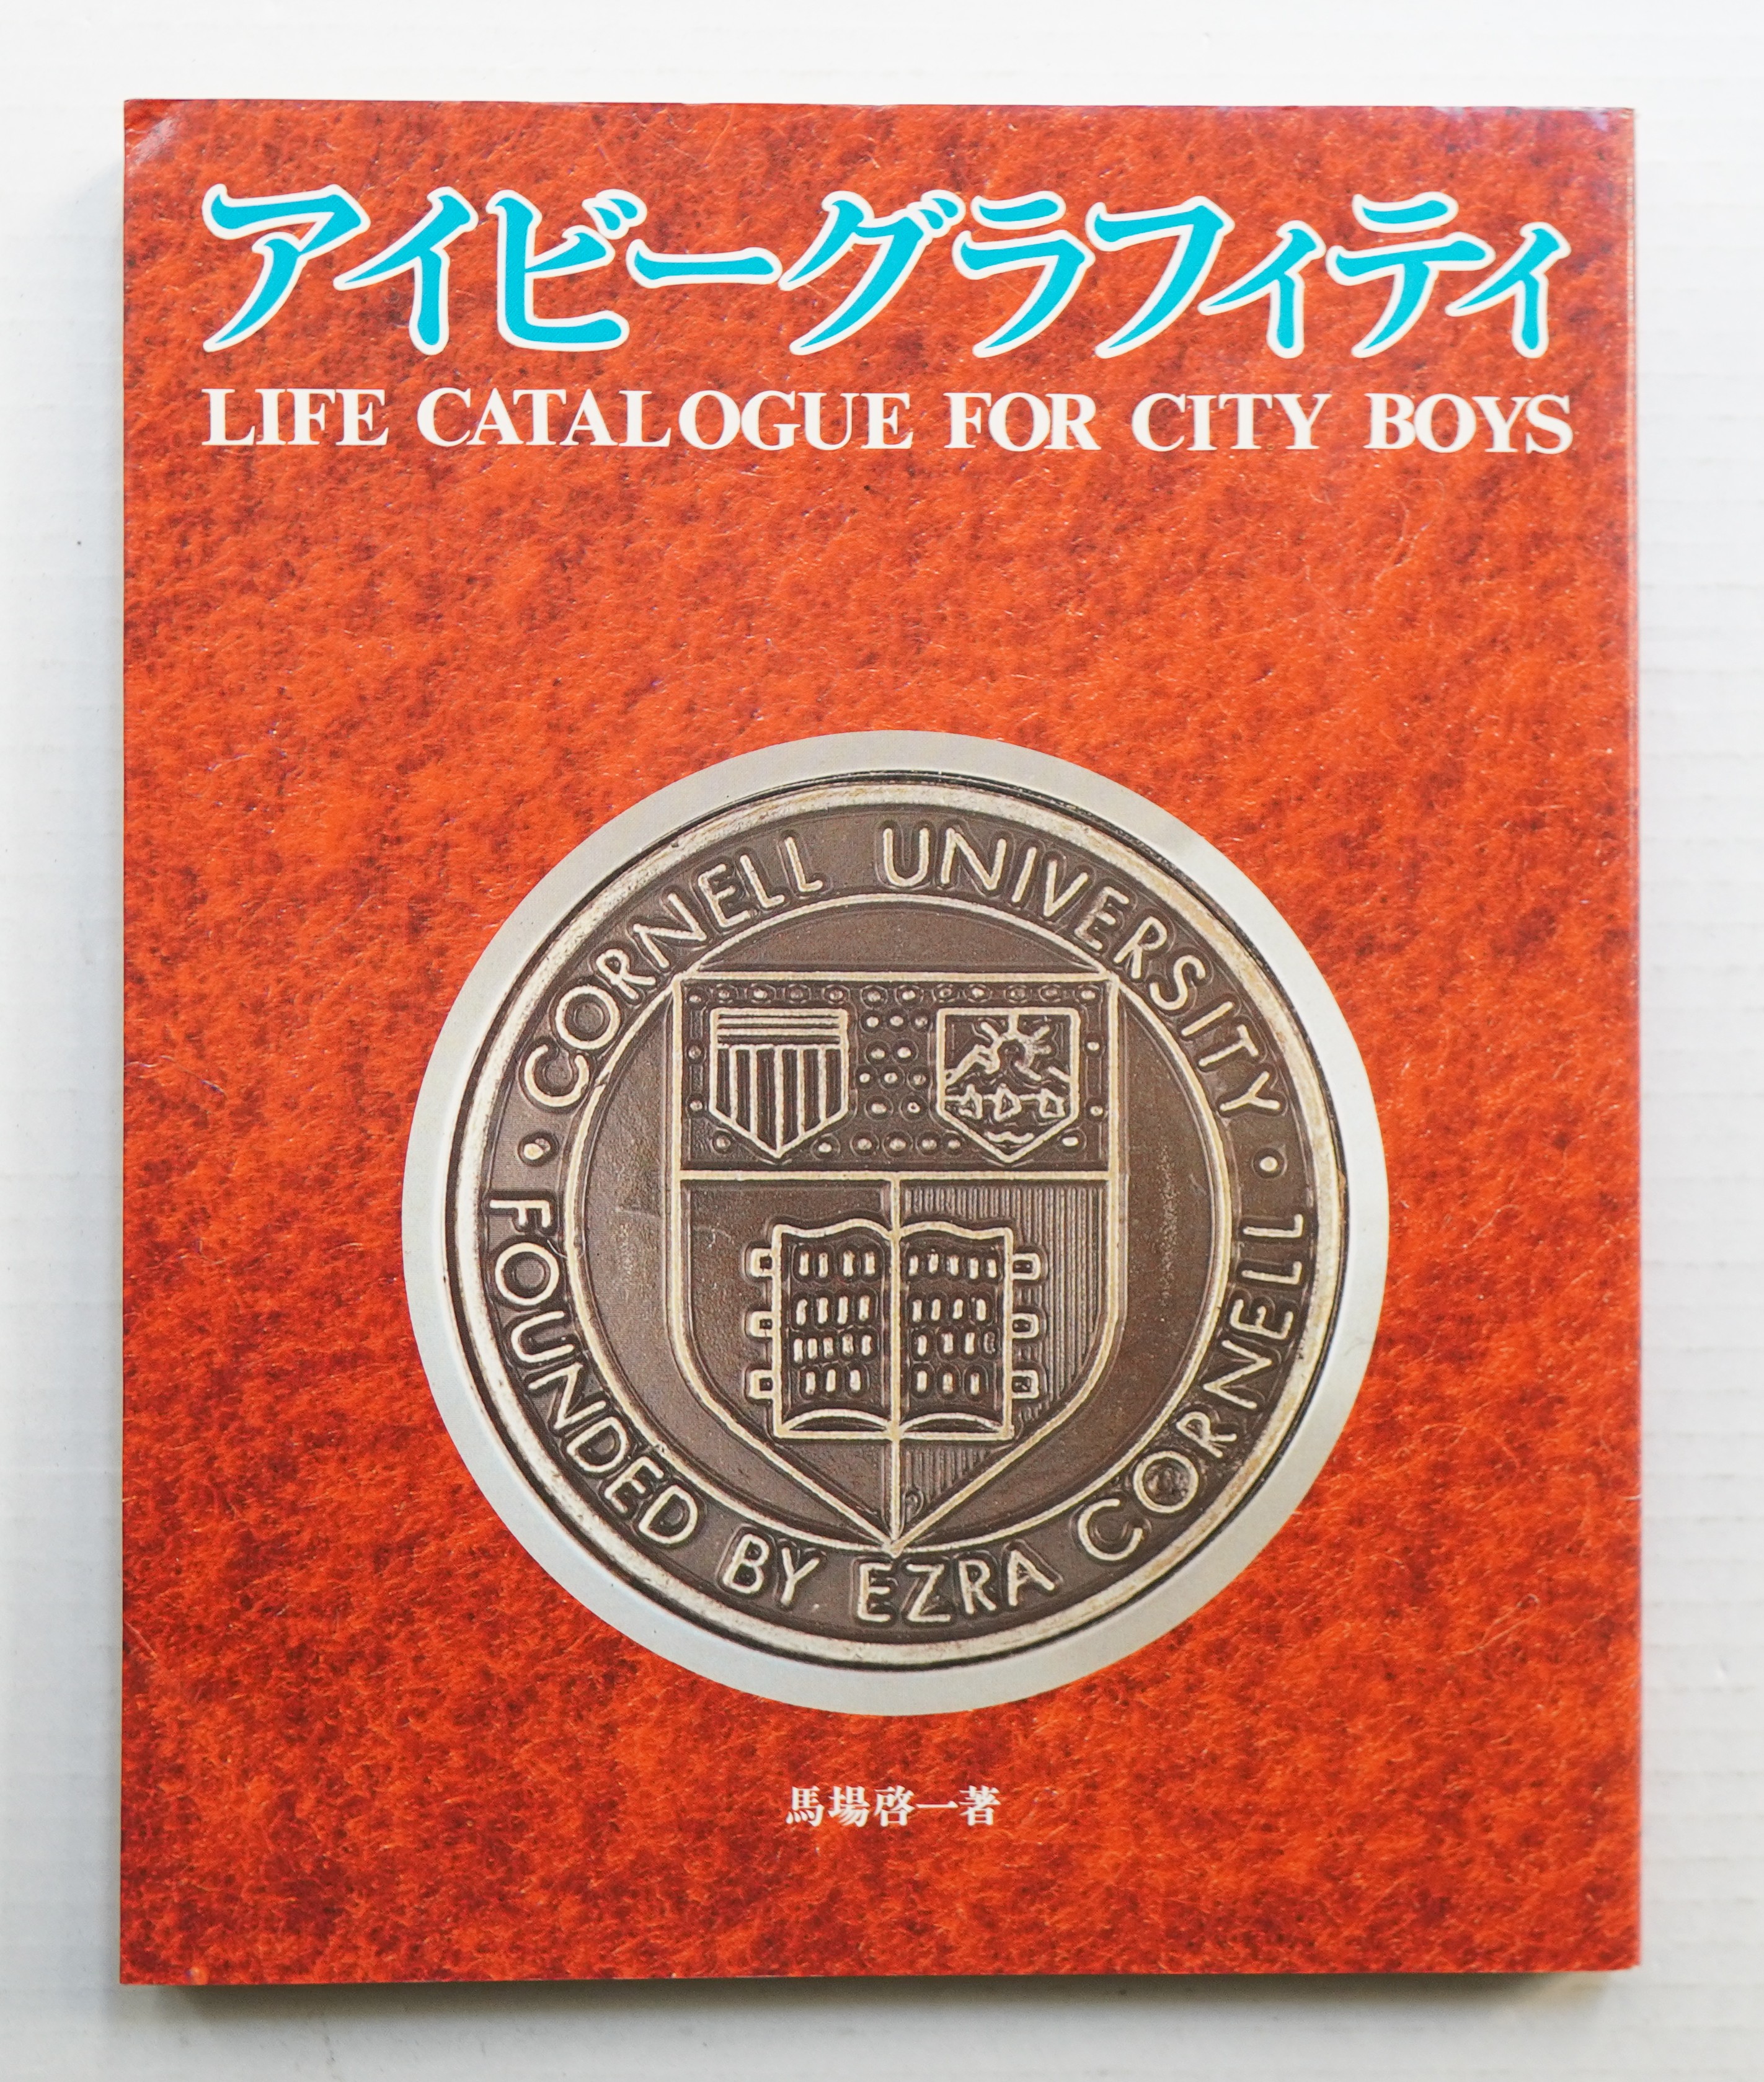 アイビーグラフィティ
LIFE CATALOGUE FOR CITY BOYS
CORNELL UNIVERSITY
FOUNDED BY EZRA CORNELL
馬場啓一著